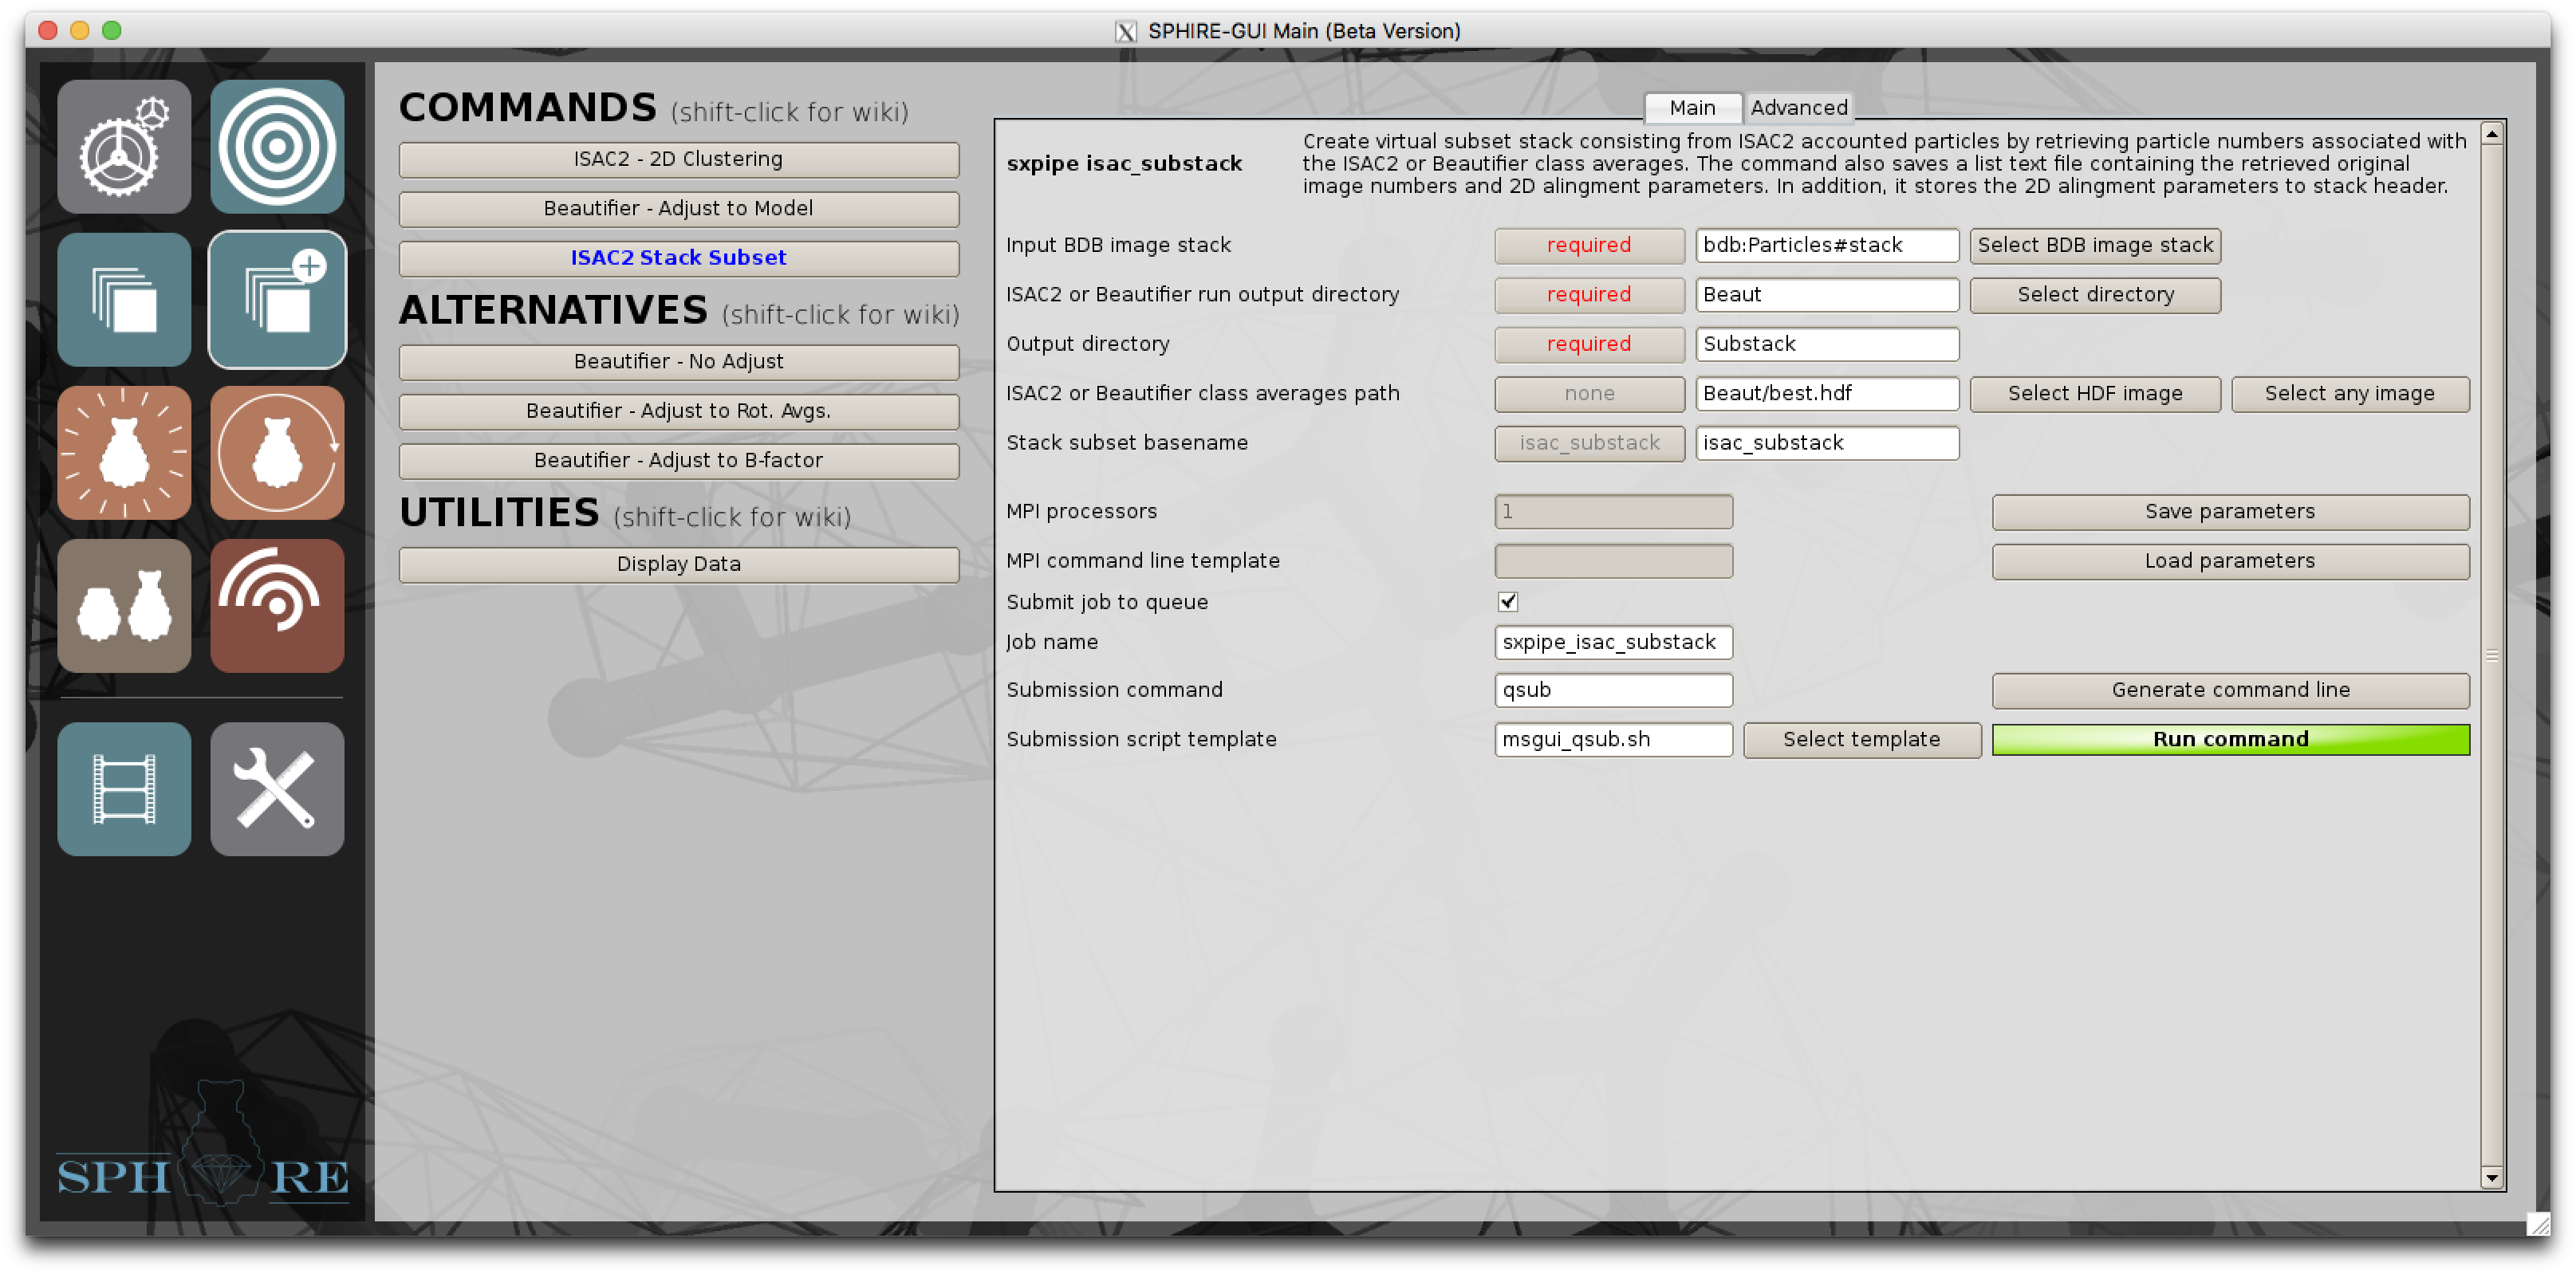 SPHIRE-GUI Main (Beta Version)
COMMANDS (shift-click for wiki)
ISAC2 - 2D Clustering
Beautifier - Adjust to Model
ISAC2 Stack Subset
ALTERNATIVES (shift-click for wiki)
Beautifier - No Adjust
Beautifier - Adjust to Rot. Avgs.
Beautifier - Adjust to B-factor
UTILITIES (shift-click for wiki)
Display Data
SPH RE
Main Advanced
sxpipe isac_substack
Create virtual subset stack consisting from ISAC2 accounted particles by retrieving particle numbers associated with
the ISAC2 or Beautifier class averages. The command also saves a list text file containing the retrieved original
image numbers and 2D alingment parameters. In addition, it stores the 2D alingment parameters to stack header.
Input BDB image stack required bdb:Particles#stack Select BDB image stack
ISAC2 or Beautifier run output directory required Beaut Select directory
Output directory required Substack
ISAC2 or Beautifier class averages path none Beaut/best.hdf Select HDF image Select any image
Stack subset basename isac_substack isac_substack
MPI processors 1 Save parameters
MPI command line template Load parameters
Submit job to queue
Job name sxpipe_isac_substack
Submission command qsub Generate command line
Submission script template msgui_qsub.sh Select template Run command